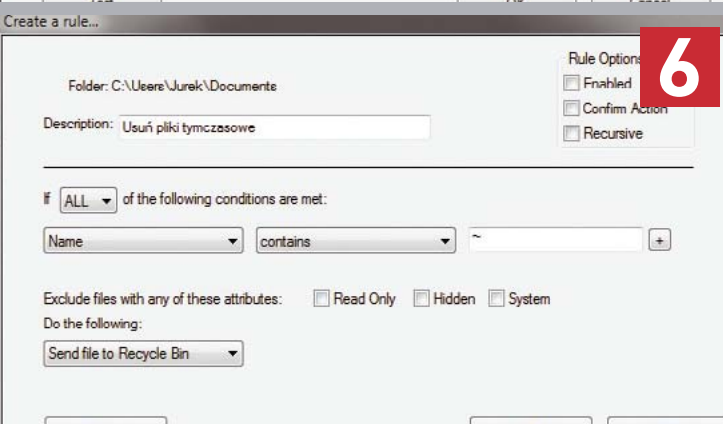 Create a rule...
6
Rule Options
Folder: C:\Users\Jurek\Documents
Enabled
Confirm Action
Description: Usuń pliki tymczasowe
Recursive
If ALL of the following conditions are met:
Name contains ~ +
Exclude files with any of these attributes: Read Only Hidden System
Do the following:
Send file to Recycle Bin